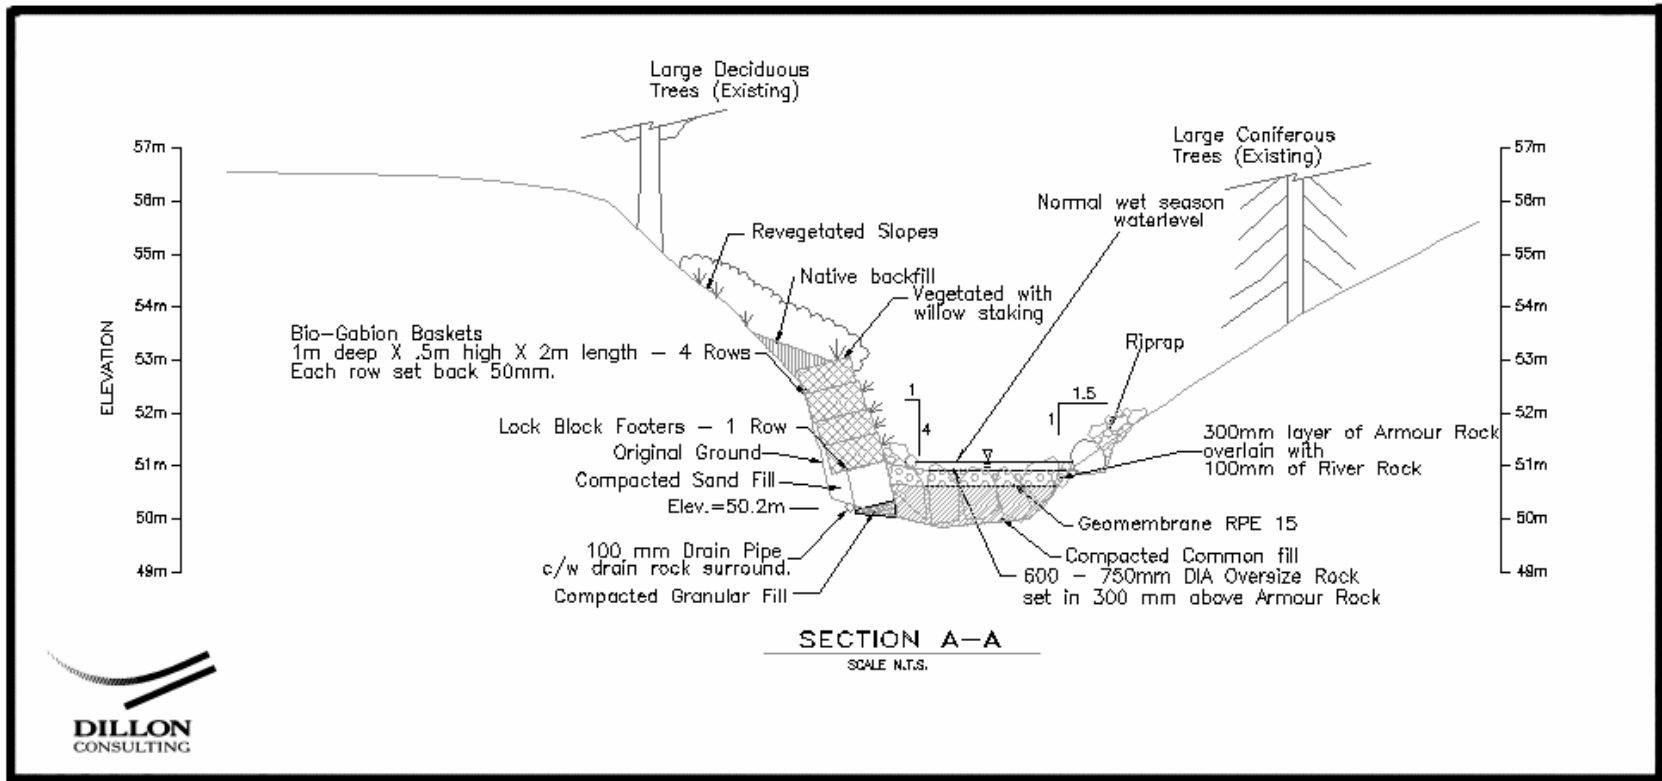 Large Deciduous
Trees (Existing)
Large Coniferous
Trees (Existing)
57m
57m
Normal wet season
waterlevel
56m
56m
Revegetated Slopes
55m
55m
Native backfill
Vegetated with
willow staking
54m
54m
ELEVATION
Bio-Gabion Baskets
1m deep X .5m high X 2m length - 4 Rows
Each row set back 50mm.
Riprap
53m
53m
1
4
1.5
1
52m
52m
Lock Block Footers - 1 Row
Original Ground
Compacted Sand Fill
Elev.=50.2m
300mm layer of Armour Rock
overlain with
100mm of River Rock
51m
51m
50m
50m
Geomembrane RPE 15
100 mm Drain Pipe
c/w drain rock surround.
Compacted Granular Fill
Compacted Common fill
600 - 750mm DIA Oversize Rock
set in 300 mm above Armour Rock
49m
49m
SECTION A-A
SCALE N.T.S.
DILLON
CONSULTING